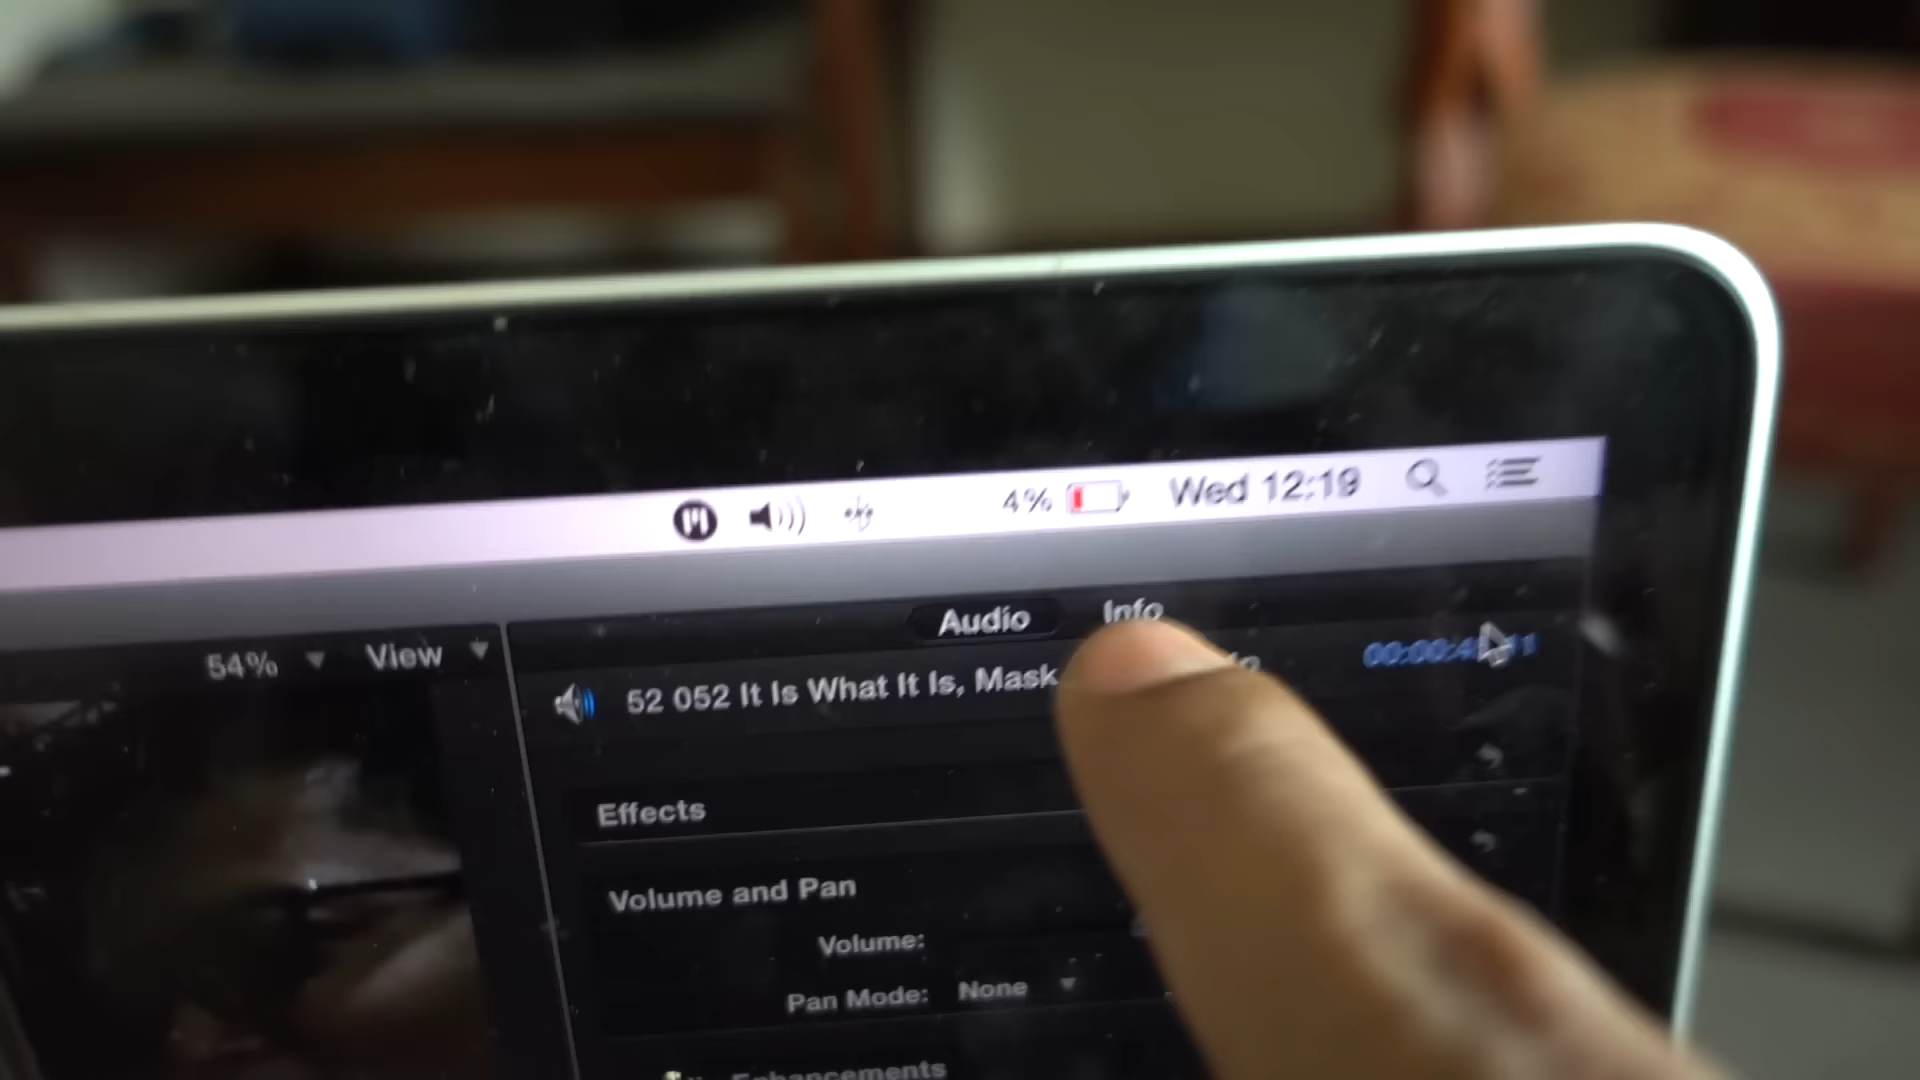 4% Wed 12:19
54% View
Audio Info
52 052 It Is What It Is, Mask
Effects
Volume and Pan
Volume:
Pan Mode: None
Enhancements